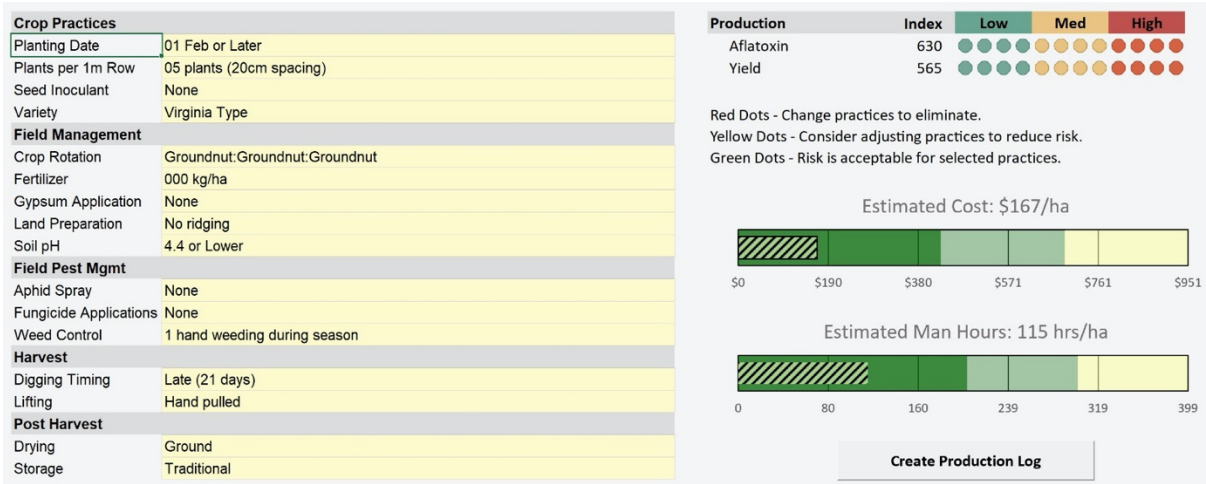 Crop Practices
Planting Date 01 Feb or Later
Plants per 1m Row 05 plants (20cm spacing)
Seed Inoculant None
Variety Virginia Type
Field Management
Crop Rotation Groundnut:Groundnut:Groundnut
Fertilizer 000 kg/ha
Gypsum Application None
Land Preparation No ridging
Soil pH 4.4 or Lower
Field Pest Mgmt
Aphid Spray None
Fungicide Applications None
Weed Control 1 hand weeding during season
Harvest
Digging Timing Late (21 days)
Lifting Hand pulled
Post Harvest
Drying Ground
Storage Traditional
Production Index Low Med High
Aflatoxin 630
Yield 565
Red Dots - Change practices to eliminate.
Yellow Dots - Consider adjusting practices to reduce risk.
Green Dots - Risk is acceptable for selected practices.
Estimated Cost: $167/ha
$0 $190 $380 $571 $761 $951
Estimated Man Hours: 115 hrs/ha
0 80 160 239 319 399
Create Production Log